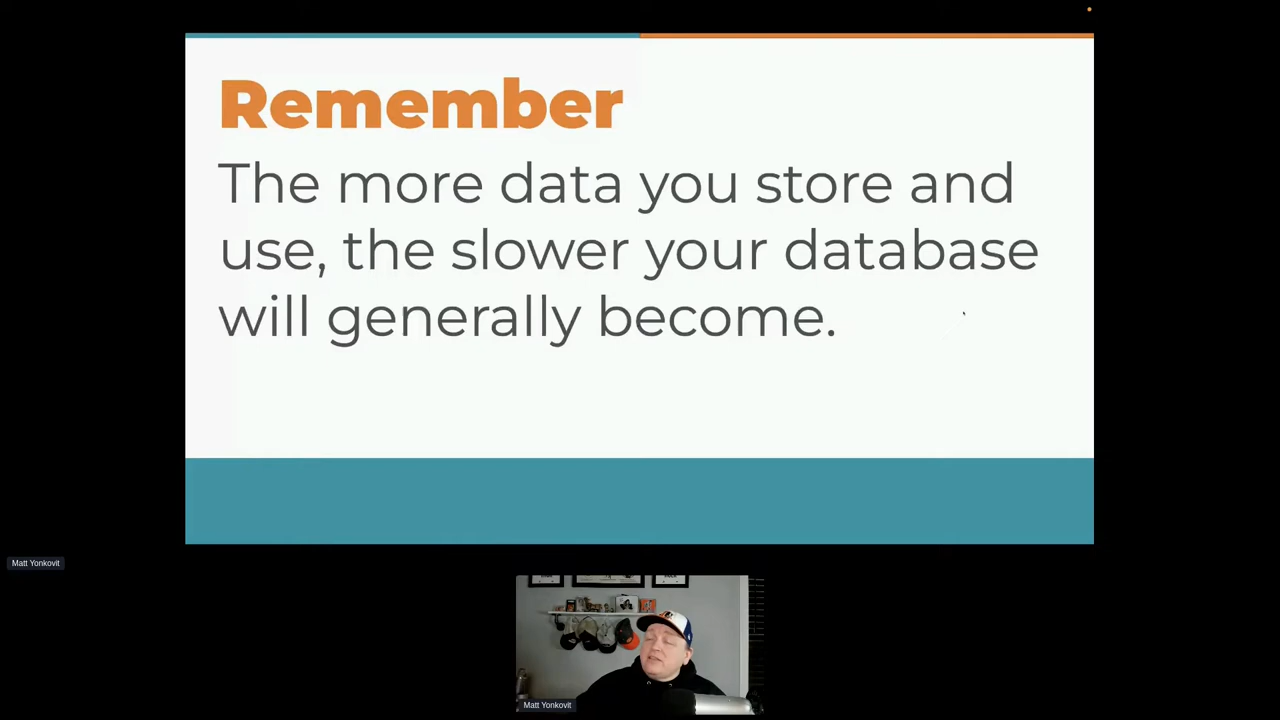 Remember
The more data you store and
use, the slower your database
will generally become.
Matt Yonkovit
Matt Yonkovit